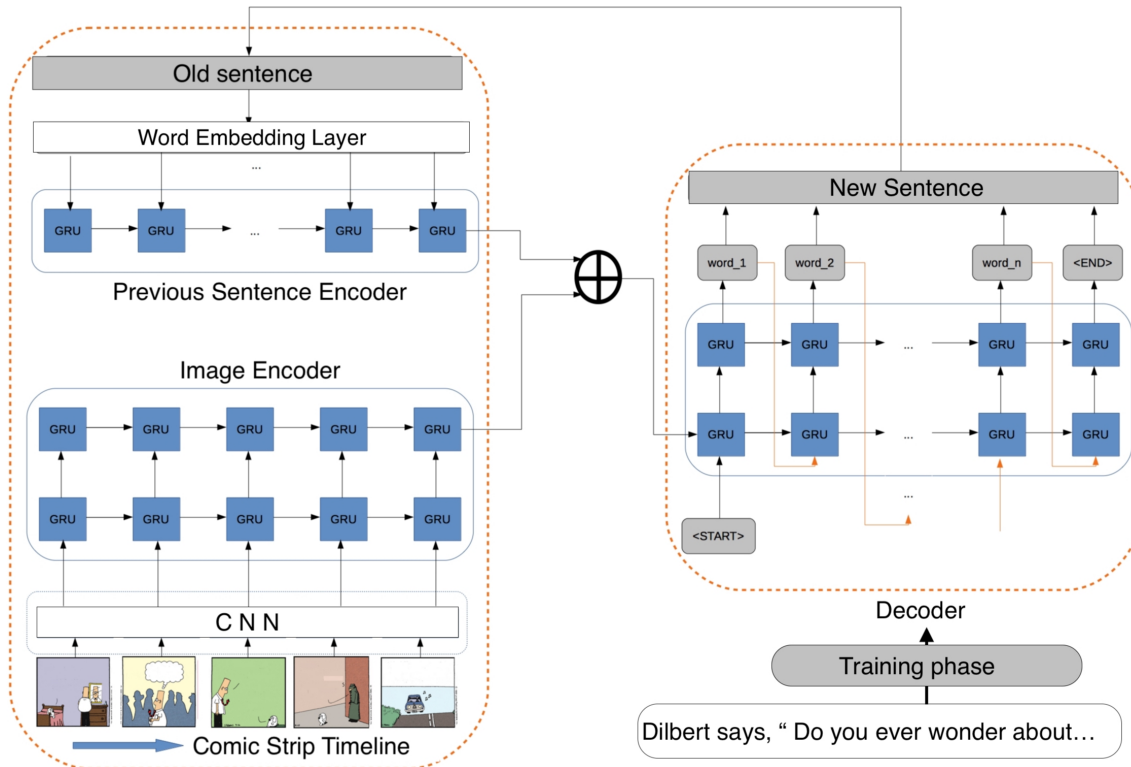 Old sentence
Word Embedding Layer
...
GRU GRU ... GRU GRU
Previous Sentence Encoder
Image Encoder
GRU GRU GRU GRU GRU
GRU GRU GRU GRU GRU
C N N
Comic Strip Timeline
New Sentence
word_1 word_2 word_n <END>
GRU GRU ... GRU GRU
GRU GRU ... GRU GRU
...
<START>
Decoder
Training phase
Dilbert says, “ Do you ever wonder about…